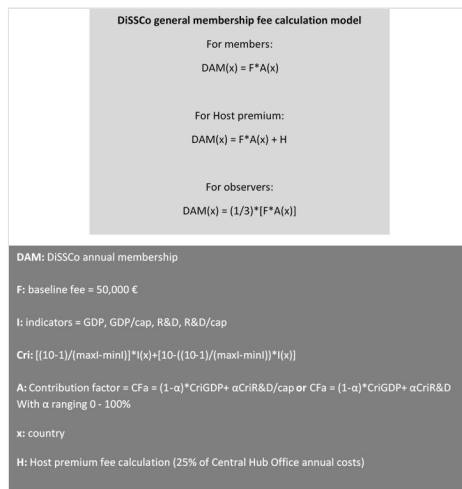 DiSSCo general membership fee calculation model
For members:
DAM(x) = F*A(x)
For Host premium:
DAM(x) = F*A(x) + H
For observers:
DAM(x) = (1/3)*[F*A(x)]
DAM: DiSSCo annual membership
F: baseline fee = 50,000 €
I: indicators = GDP, GDP/cap, R&D, R&D/cap
Cri: [(10-1)/(maxI-minI)]*I(x)+[10-((10-1)/(maxI-minI))*I(x)]
A: Contribution factor = CFa = (1-α)*CriGDP+ αCriR&D/cap or CFa = (1-α)*CriGDP+ αCriR&D
With α ranging 0 - 100%
x: country
H: Host premium fee calculation (25% of Central Hub Office annual costs)